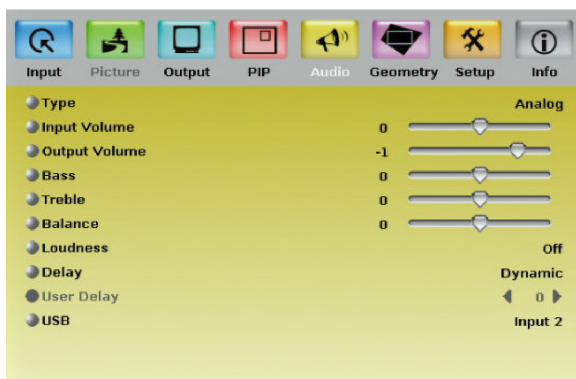 Input Picture Output PIP Audio Geometry Setup Info
Type Analog
Input Volume 0
Output Volume -1
Bass 0
Treble 0
Balance 0
Loudness Off
Delay Dynamic
User Delay 0
USB Input 2